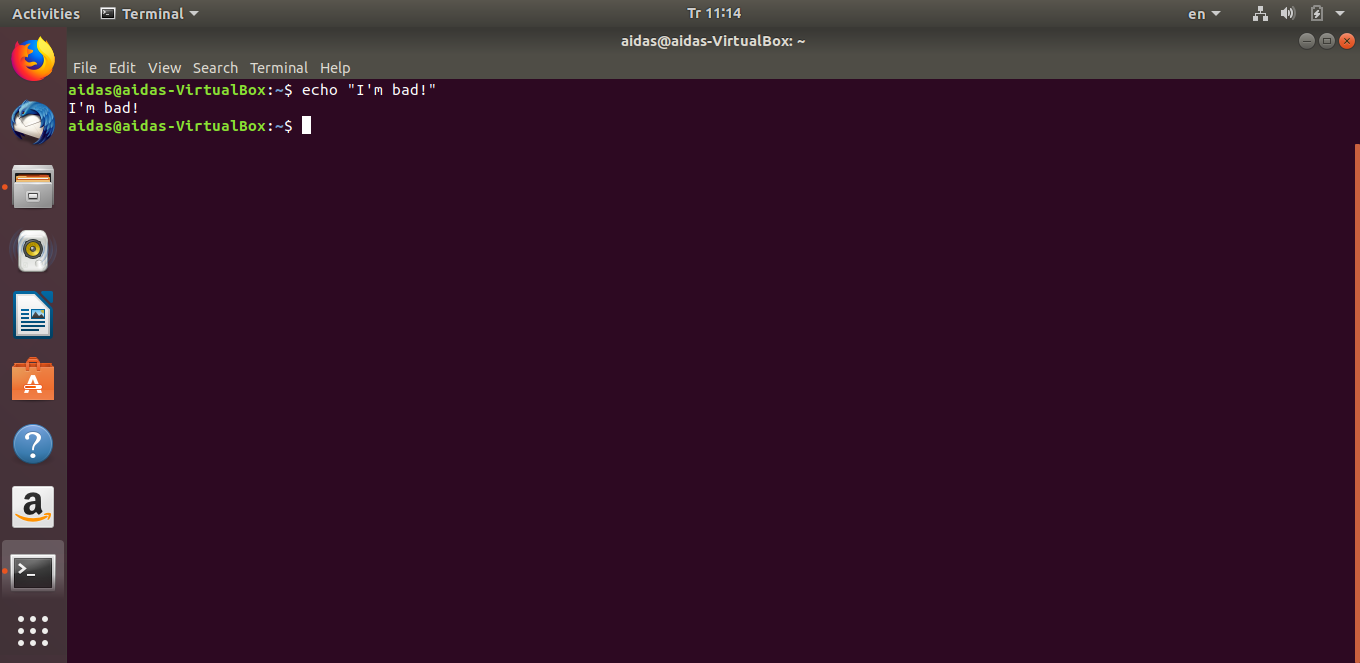 Activities Terminal Tr 11:14 en
aidas@aidas-VirtualBox: ~
File Edit View Search Terminal Help
aidas@aidas-VirtualBox:~$ echo "I'm bad!"
I'm bad!
aidas@aidas-VirtualBox:~$